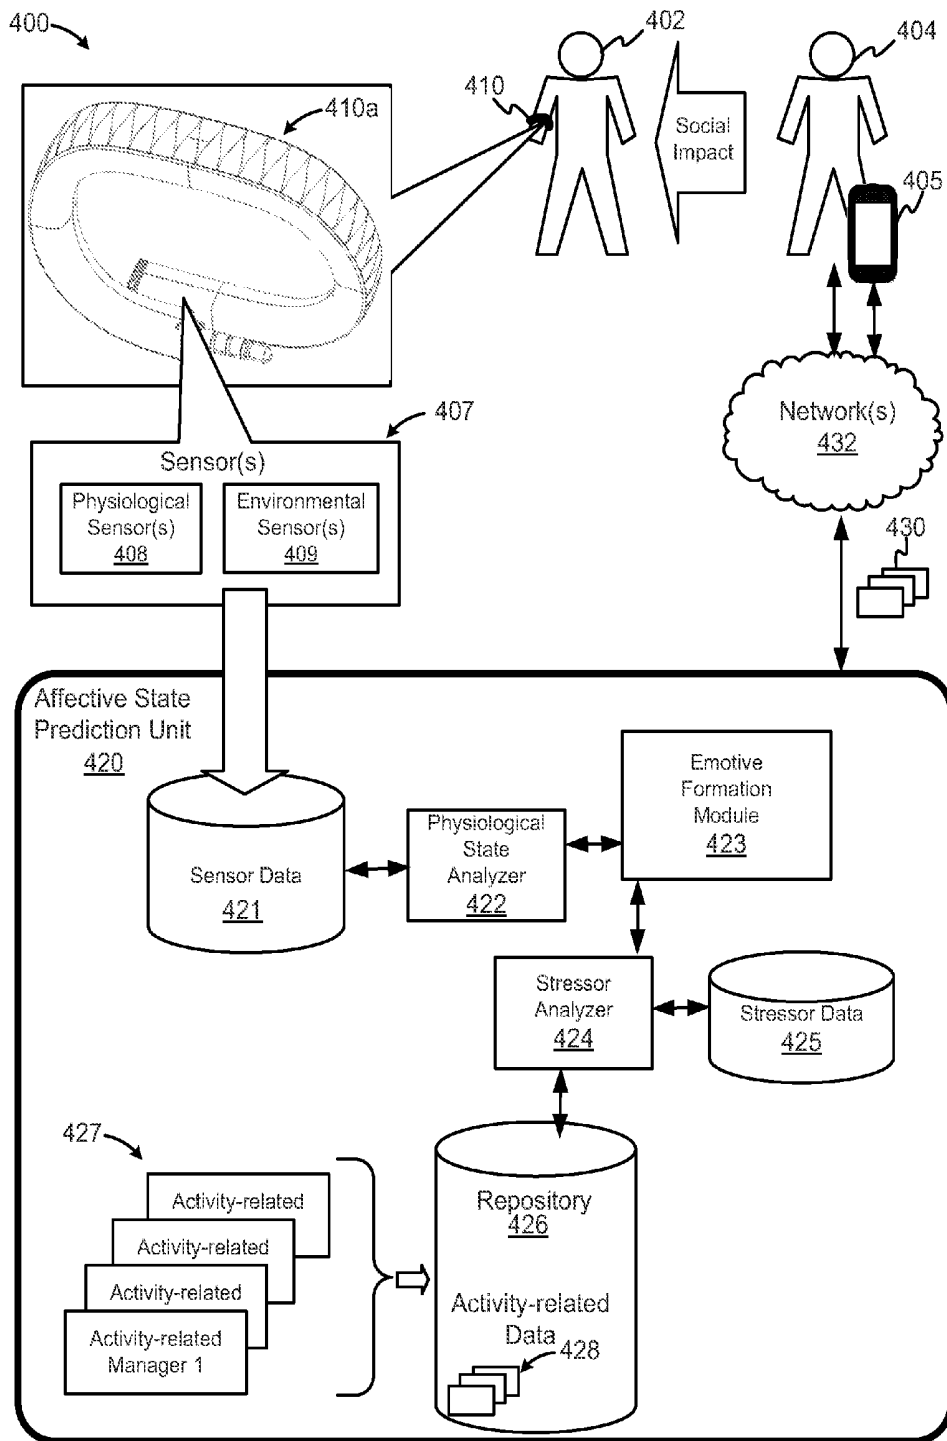 400
410a
410
402
404
Social
Impact
405
407
Sensor(s)
Physiological
Sensor(s)
408
Environmental
Sensor(s)
409
Network(s)
432
430
Affective State
Prediction Unit
420
Sensor Data
421
Physiological
State
Analyzer
422
Emotive
Formation
Module
423
Stressor
Analyzer
424
Stressor Data
425
427
Activity-related
Activity-related
Activity-related
Activity-related
Manager 1
Repository
426
Activity-related
Data
428